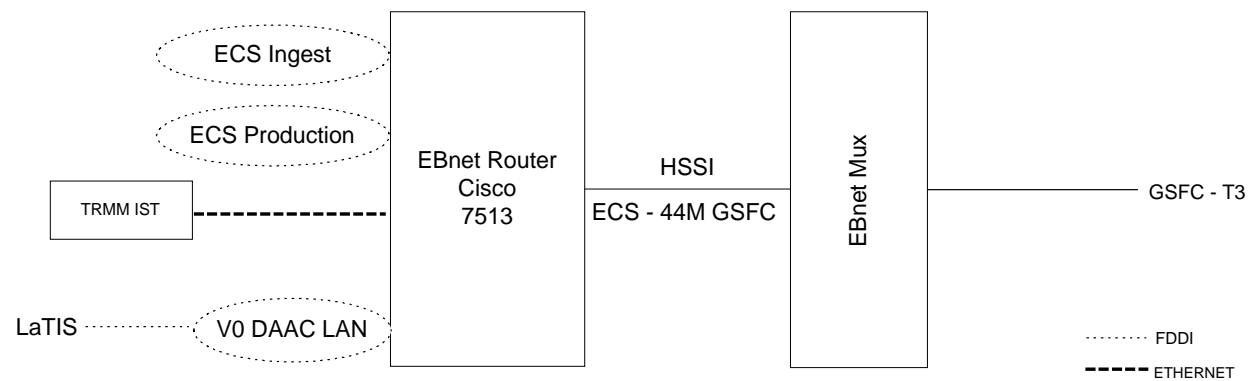 ECS Ingest
ECS Production
TRMM IST
LaTIS
V0 DAAC LAN
EBnet Router
Cisco
7513
HSSI
ECS - 44M GSFC
EBnet Mux
GSFC - T3
FDDI
ETHERNET